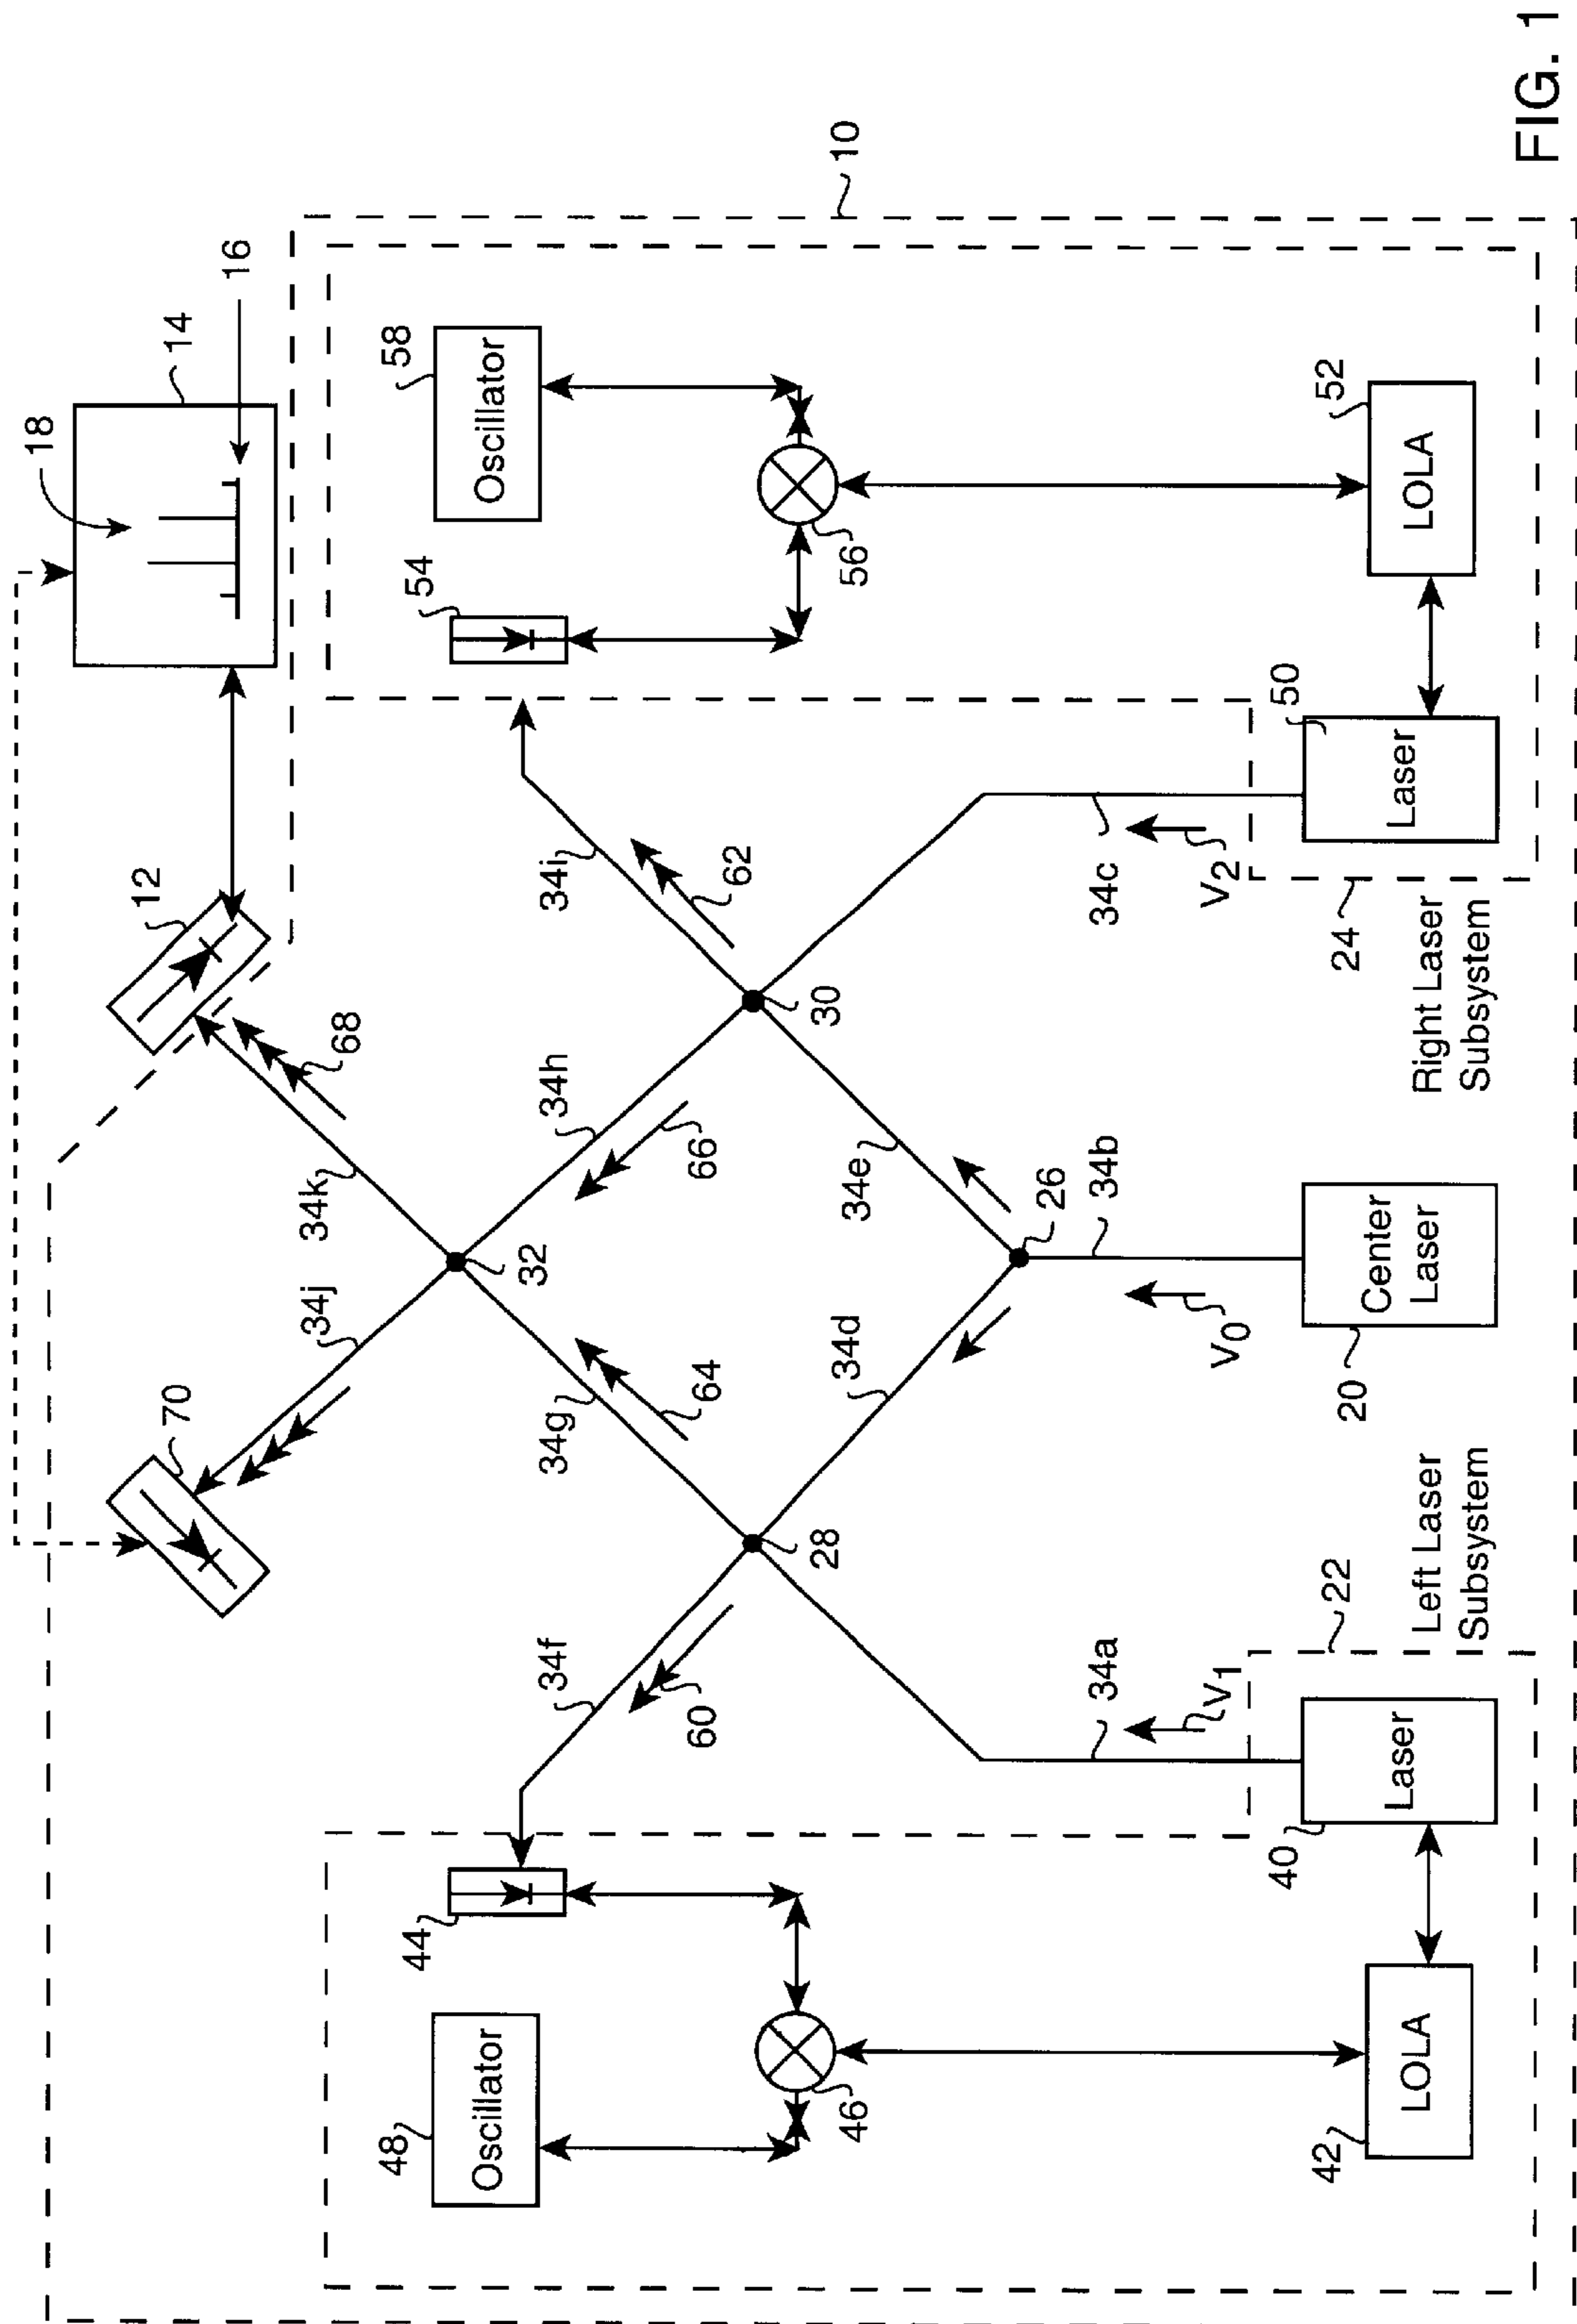 FIG. 1
10
12
14
16
18
70
68
34j
34k
32
48
Oscillator
44
34f
60
34g
64
34h
66
34i
62
54
58
Oscillator
46
28
30
56
34d
34e
26
34a
V1
34b
V0
34c
V2
42
LOLA
40
Laser
22
Left Laser
Subsystem
20
Center
Laser
24
Right Laser
Subsystem
50
Laser
52
LOLA